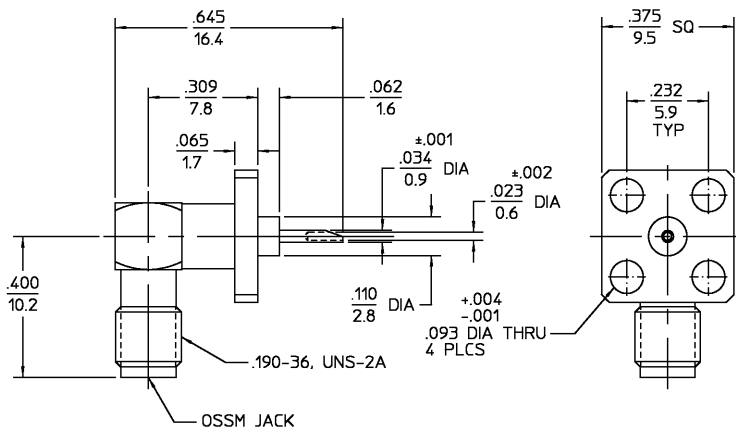 .645
16.4
.309
7.8
.062
1.6
.065
1.7
±.001
.034 DIA
0.9
±.002
.023 DIA
0.6
.400
10.2
.110 DIA
2.8
.190-36, UNS-2A
OSSM JACK
.375 SQ
9.5
.232
5.9
TYP
+.004
-.001
.093 DIA THRU
4 PLCS